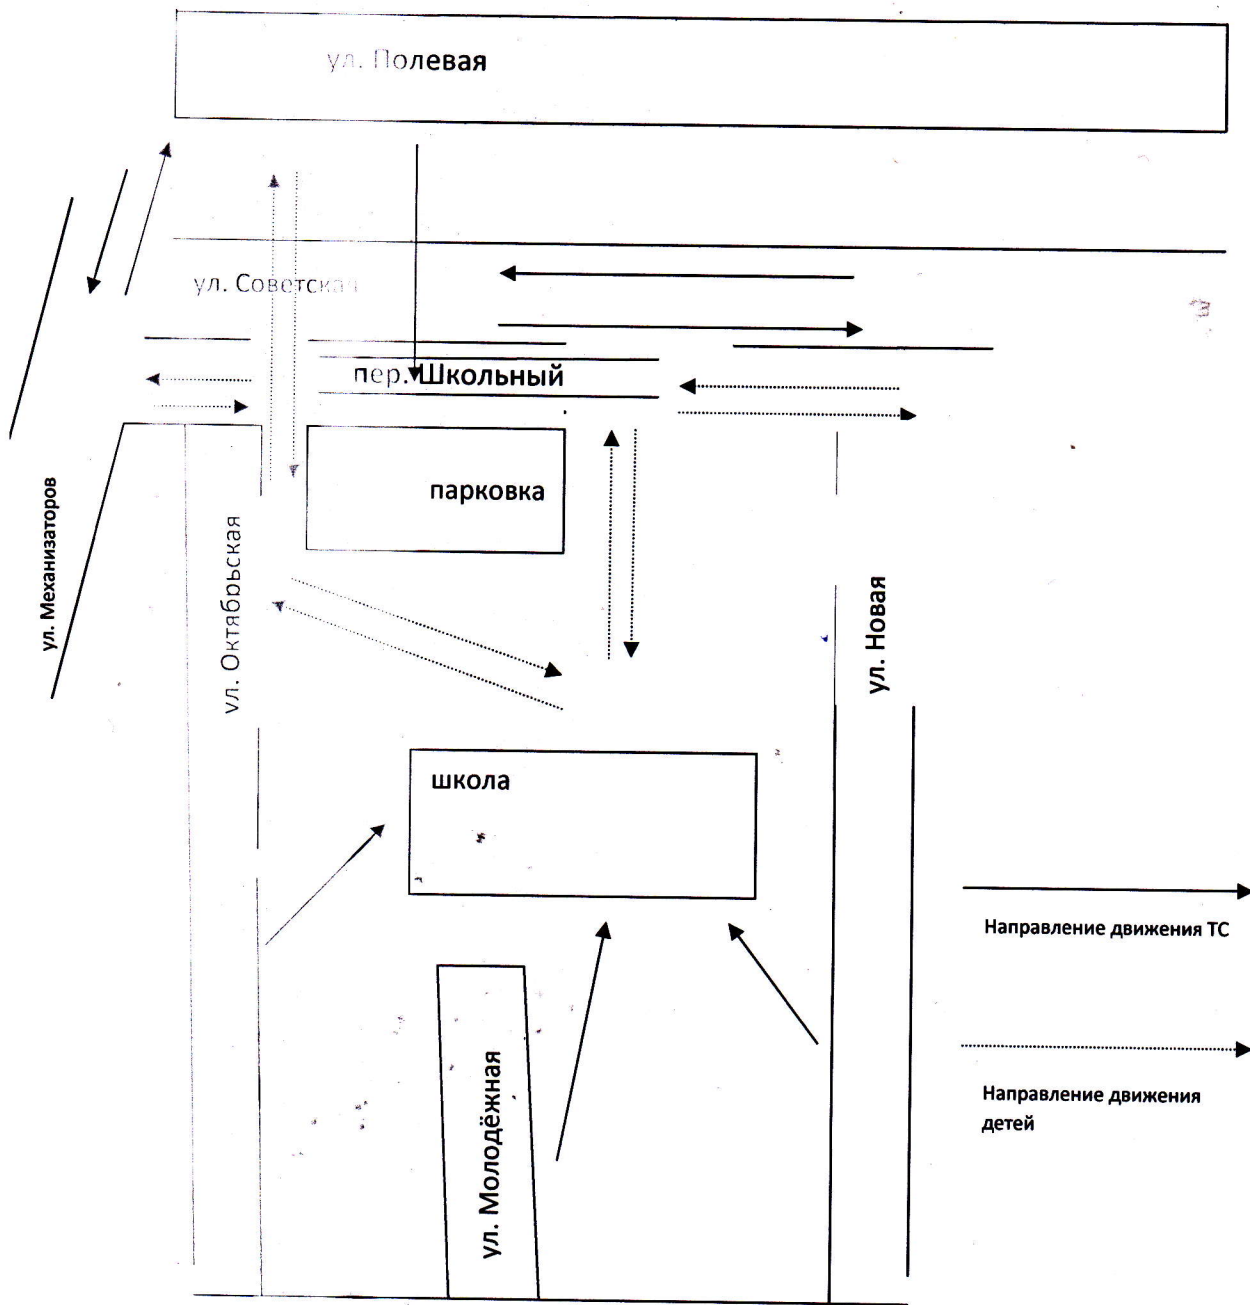 ул. Полевая
ул. Советская
пер. Школьный
парковка
ул. Механизаторов
ул. Октябрьская
ул. Новая
школа
Направление движения ТС
ул. Молодёжная
Направление движения
детей